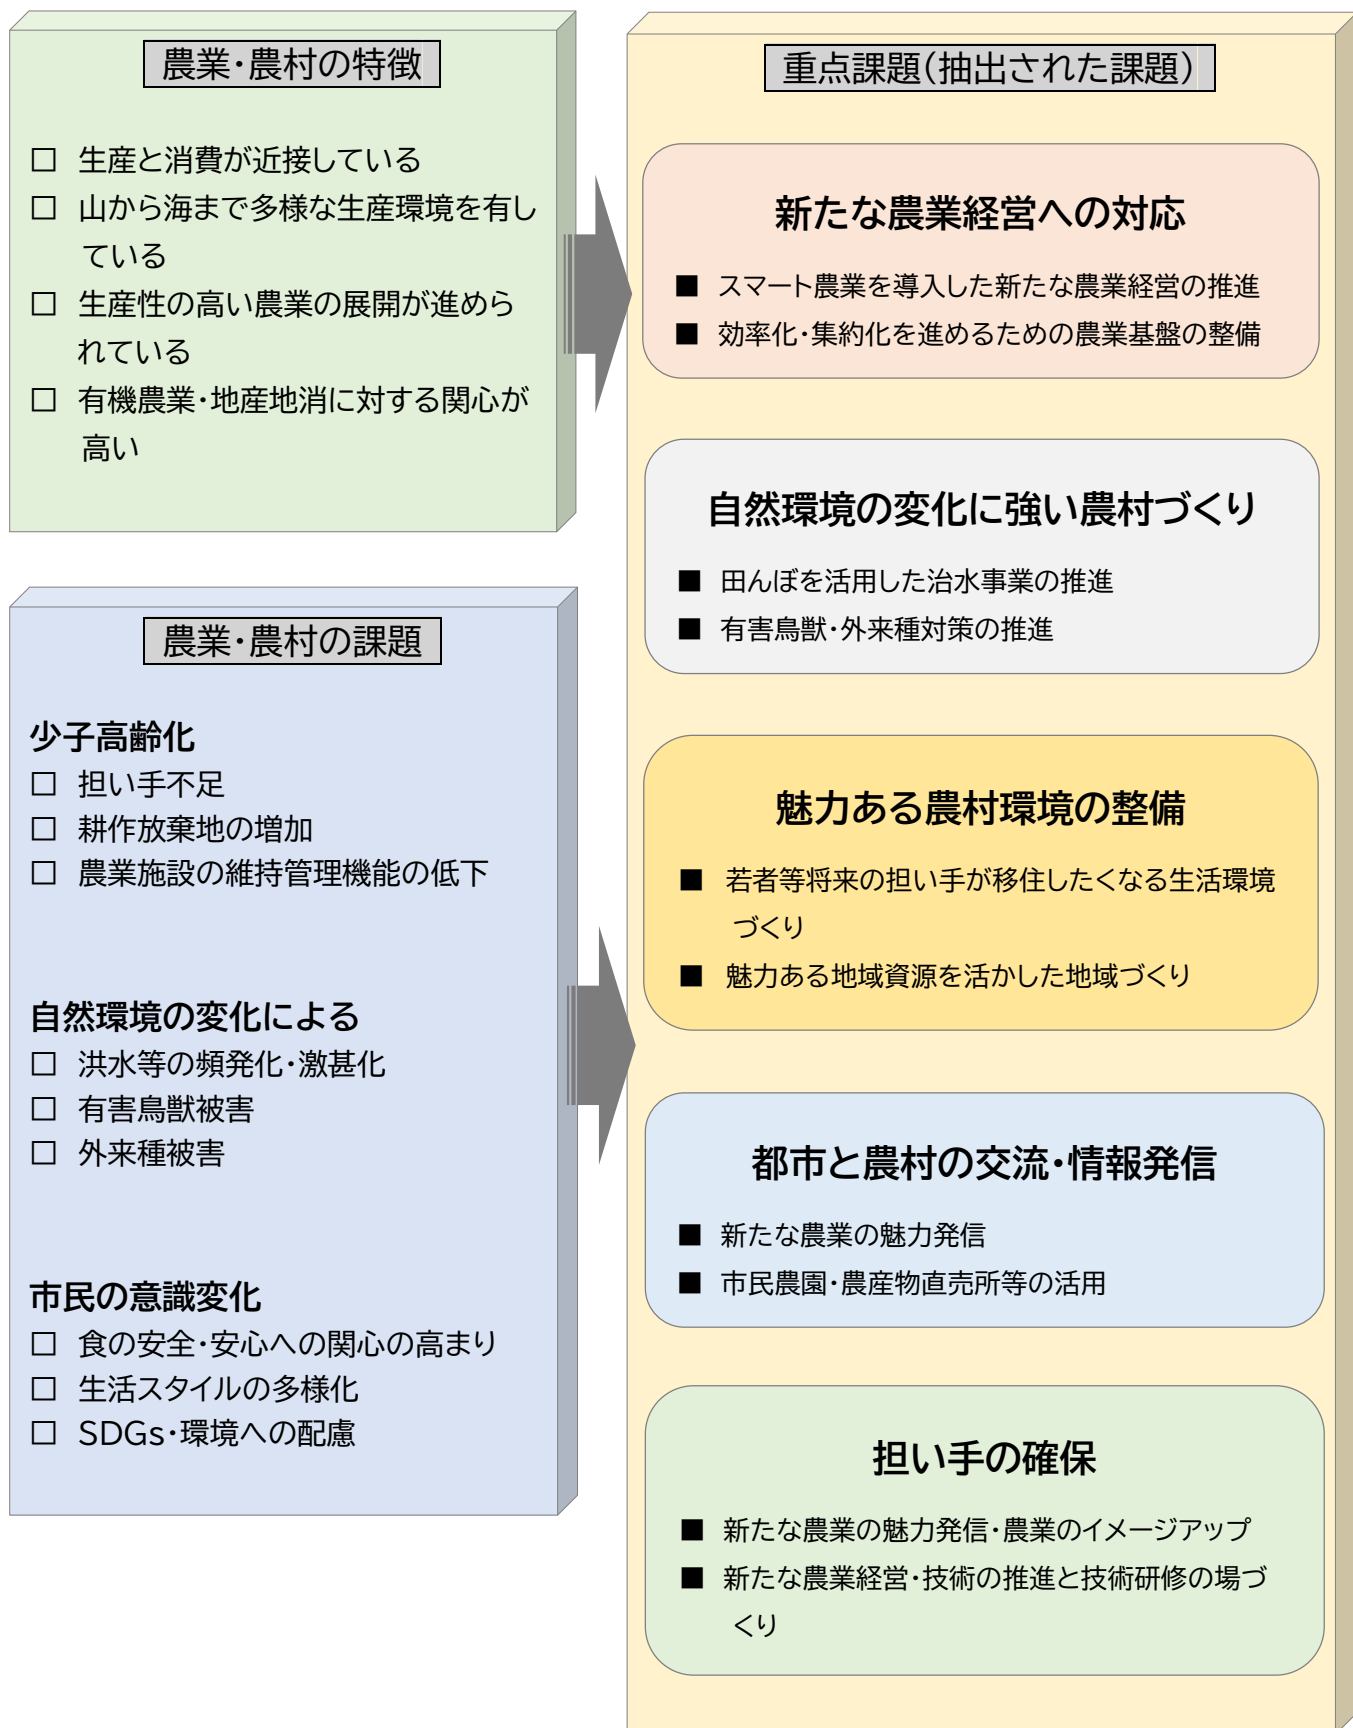 農業・農村の特徴
□ 生産と消費が近接している
□ 山から海まで多様な生産環境を有し
ている
□ 生産性の高い農業の展開が進めら
れている
□ 有機農業・地産地消に対する関心が
高い
農業・農村の課題
少子高齢化
□ 担い手不足
□ 耕作放棄地の増加
□ 農業施設の維持管理機能の低下
自然環境の変化による
□ 洪水等の頻発化・激甚化
□ 有害鳥獣被害
□ 外来種被害
市民の意識変化
□ 食の安全・安心への関心の高まり
□ 生活スタイルの多様化
□ SDGs・環境への配慮
重点課題（抽出された課題）
新たな農業経営への対応
■ スマート農業を導入した新たな農業経営の推進
■ 効率化・集約化を進めるための農業基盤の整備
自然環境の変化に強い農村づくり
■ 田んぼを活用した治水事業の推進
■ 有害鳥獣・外来種対策の推進
魅力ある農村環境の整備
■ 若者等将来の担い手が移住したくなる生活環境
づくり
■ 魅力ある地域資源を活かした地域づくり
都市と農村の交流・情報発信
■ 新たな農業の魅力発信
■ 市民農園・農産物直売所等の活用
担い手の確保
■ 新たな農業の魅力発信・農業のイメージアップ
■ 新たな農業経営・技術の推進と技術研修の場づ
くり